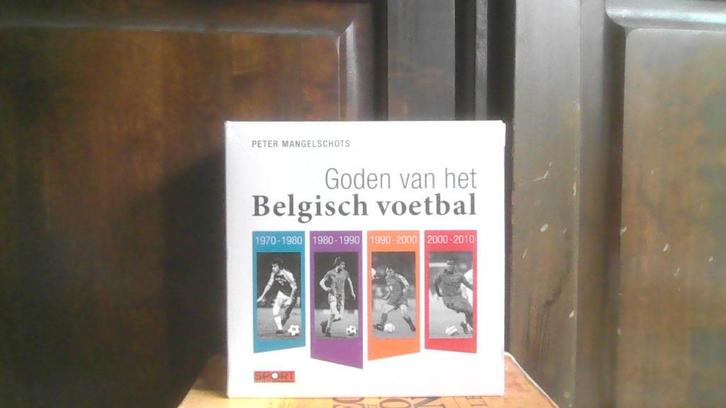 PETER MANGELSCHOTS
Goden van het
Belgisch voetbal
1970-1980
1980-1990
1990-2000
2000-2010
SPORT